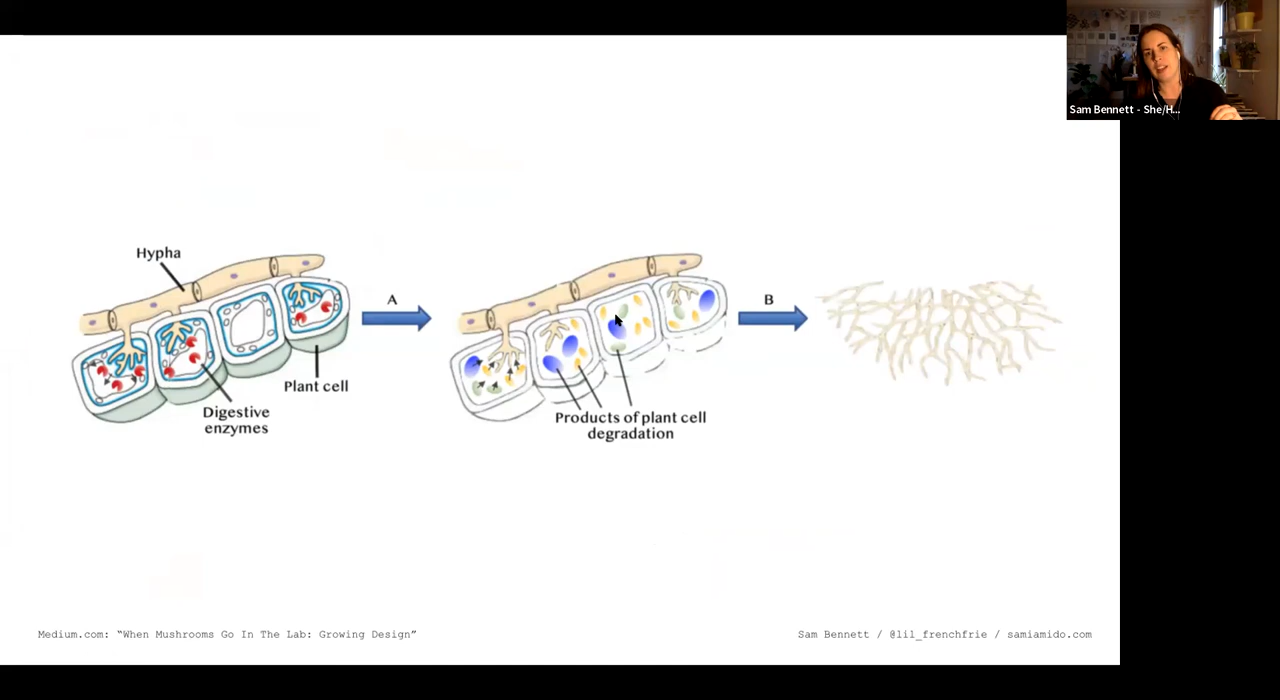 Sam Bennett - She/H...
Hypha
A
B
Plant cell
Digestive
enzymes
Products of plant cell
degradation
Medium.com: “When Mushrooms Go In The Lab: Growing Design”
Sam Bennett / @lil_frenchfrie / samiamido.com